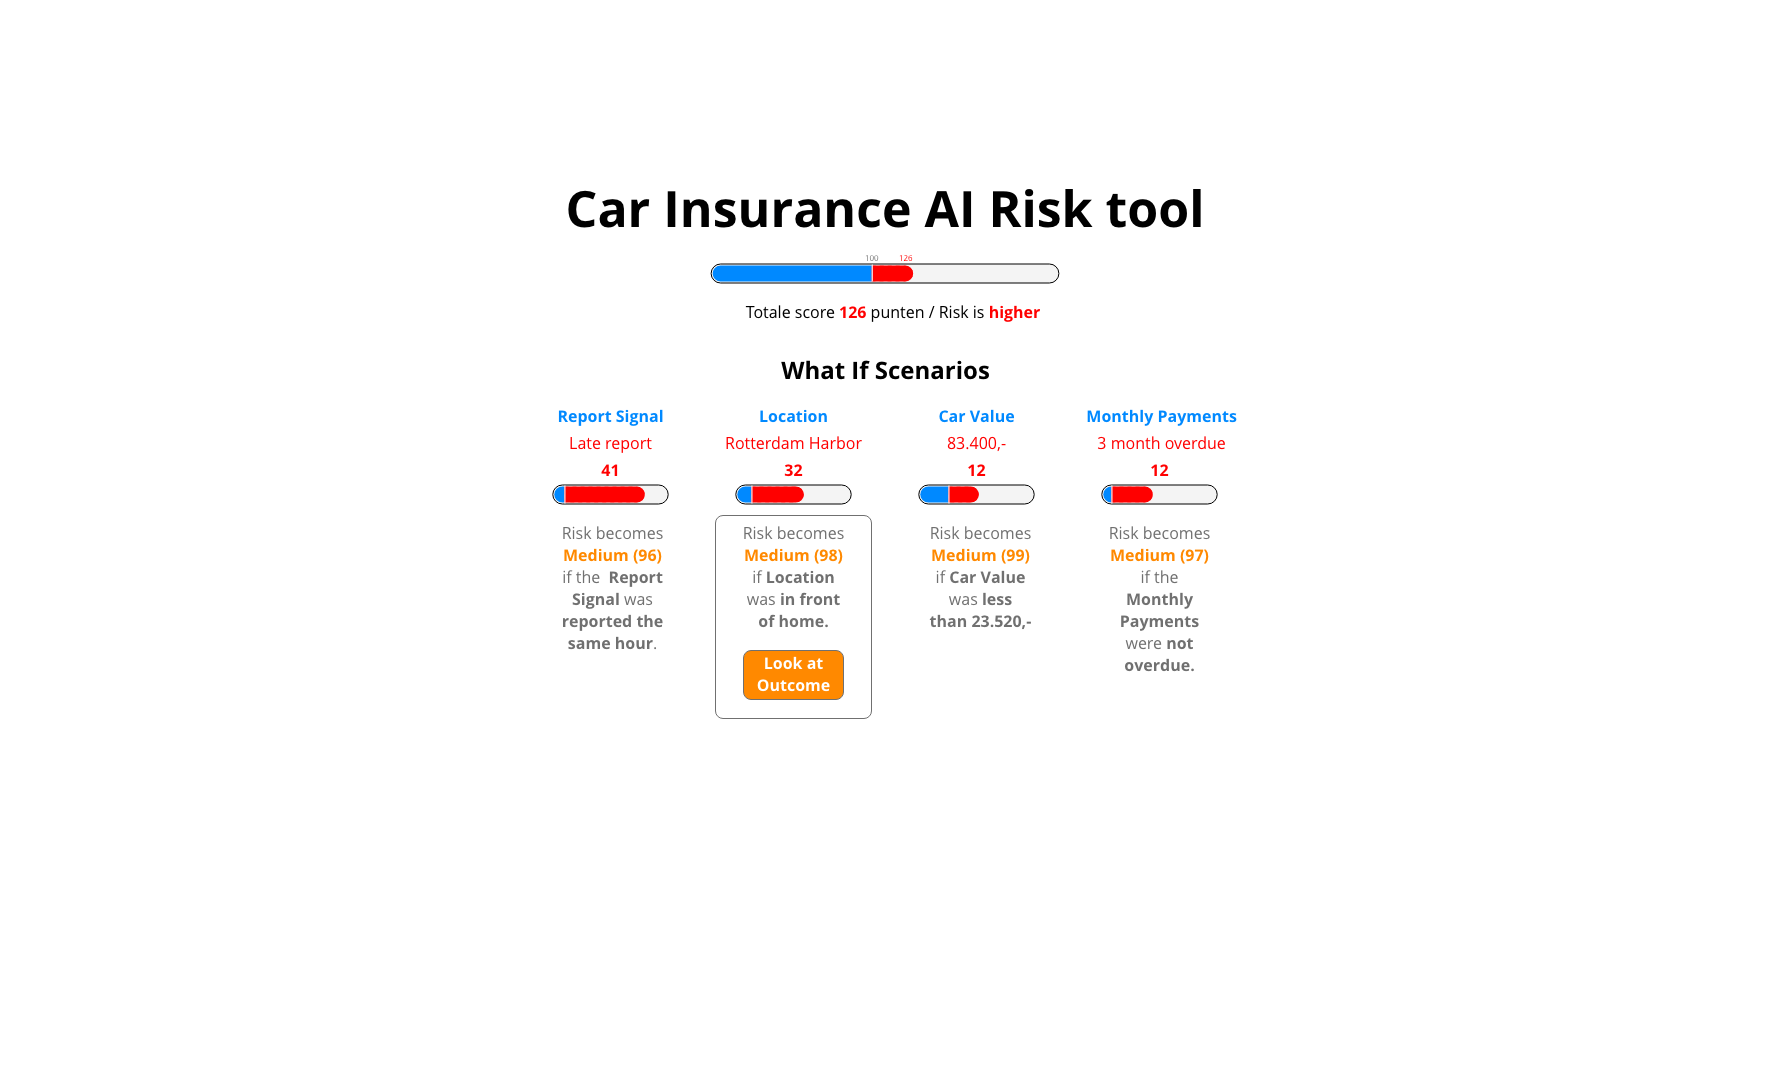 Car Insurance AI Risk tool
100 126
Totale score 126 punten / Risk is higher
What If Scenarios
Report Signal
Late report
41
Risk becomes
Medium (96)
if the Report
Signal was
reported the
same hour.
Location
Rotterdam Harbor
32
Risk becomes
Medium (98)
if Location
was in front
of home.
Look at
Outcome
Car Value
83.400,-
12
Risk becomes
Medium (99)
if Car Value
was less
than 23.520,-
Monthly Payments
3 month overdue
12
Risk becomes
Medium (97)
if the
Monthly
Payments
were not
overdue.